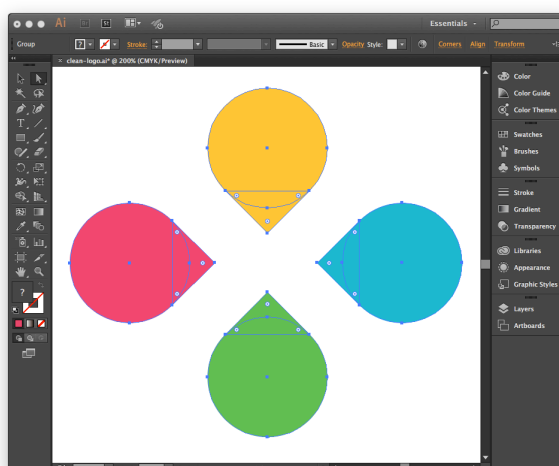 Ai
St
Essentials
Group
?
Stroke:
Basic
Opacity
Style:
Corners
Align
Transform
× clean-logo.ai* @ 200% (CMYK/Preview)
T
?
Color
Color Guide
Color Themes
Swatches
Brushes
Symbols
Stroke
Gradient
Transparency
Libraries
Appearance
Graphic Styles
Layers
Artboards